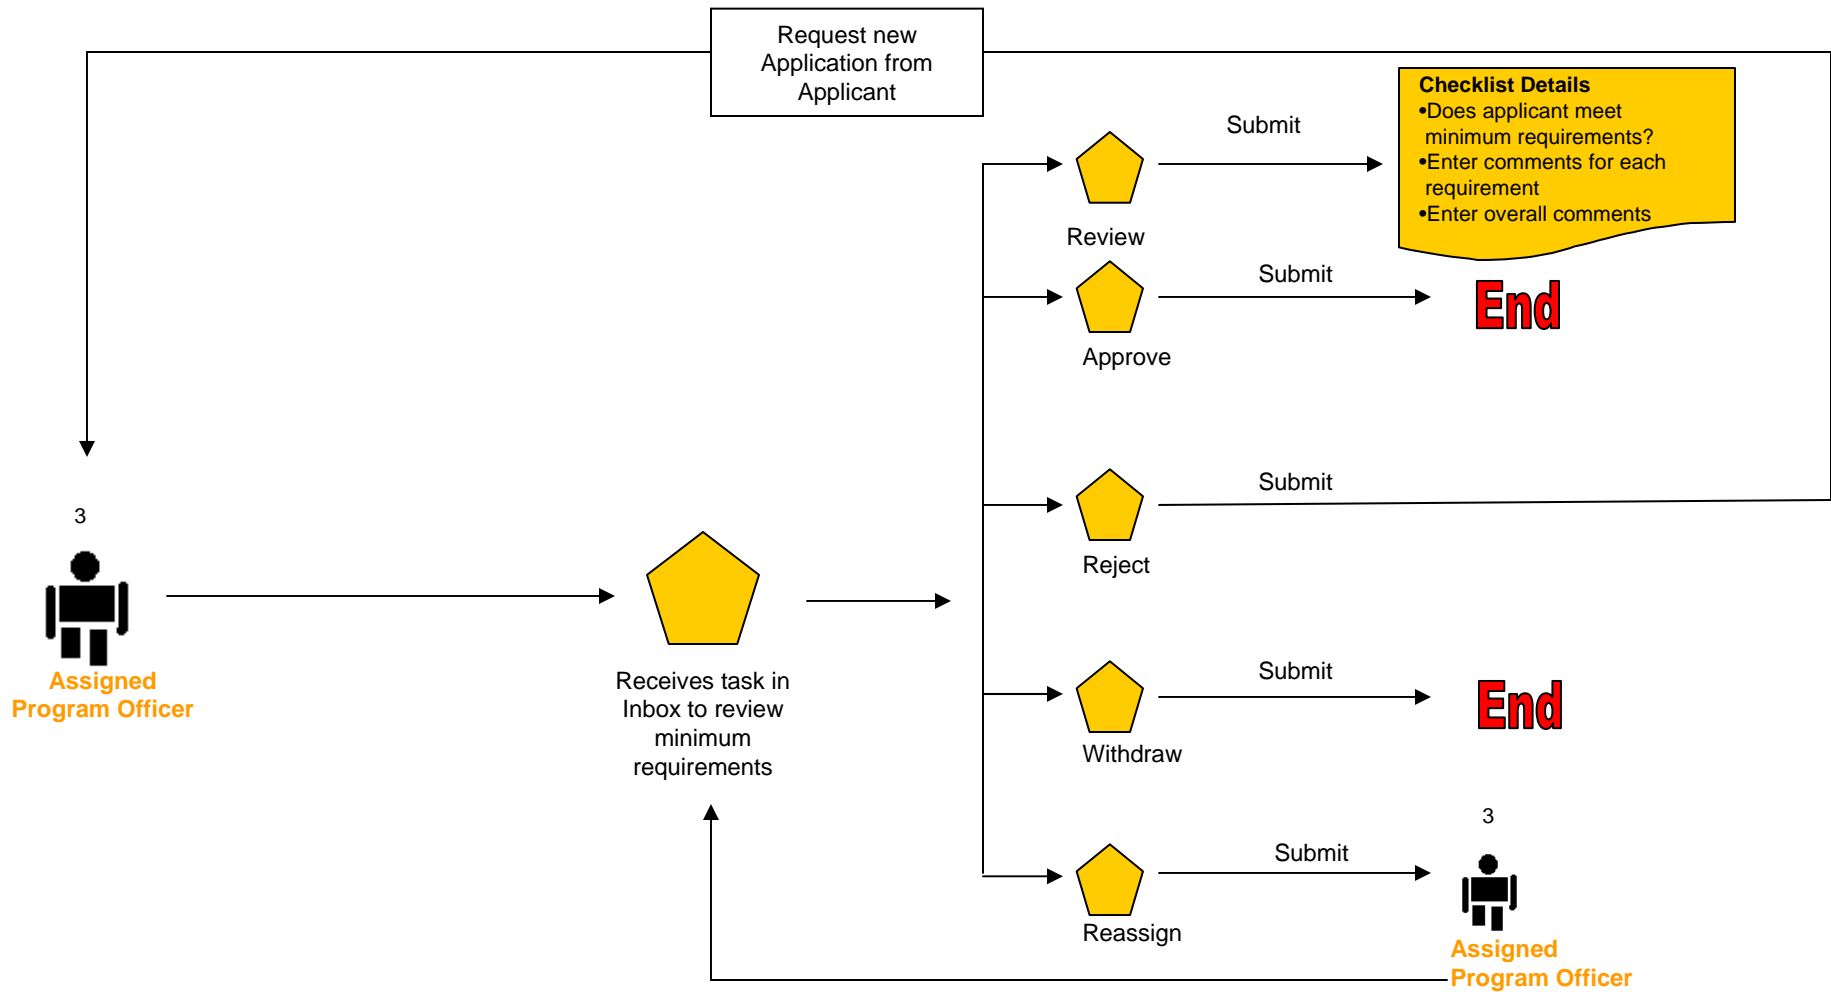 Request new
Application from
Applicant
Checklist Details
•Does applicant meet
minimum requirements?
•Enter comments for each
requirement
•Enter overall comments
Submit
Review
Submit
End
Approve
Submit
Reject
3
Assigned
Program Officer
Receives task in
Inbox to review
minimum
requirements
Submit
End
Withdraw
3
Submit
Reassign
Assigned
Program Officer